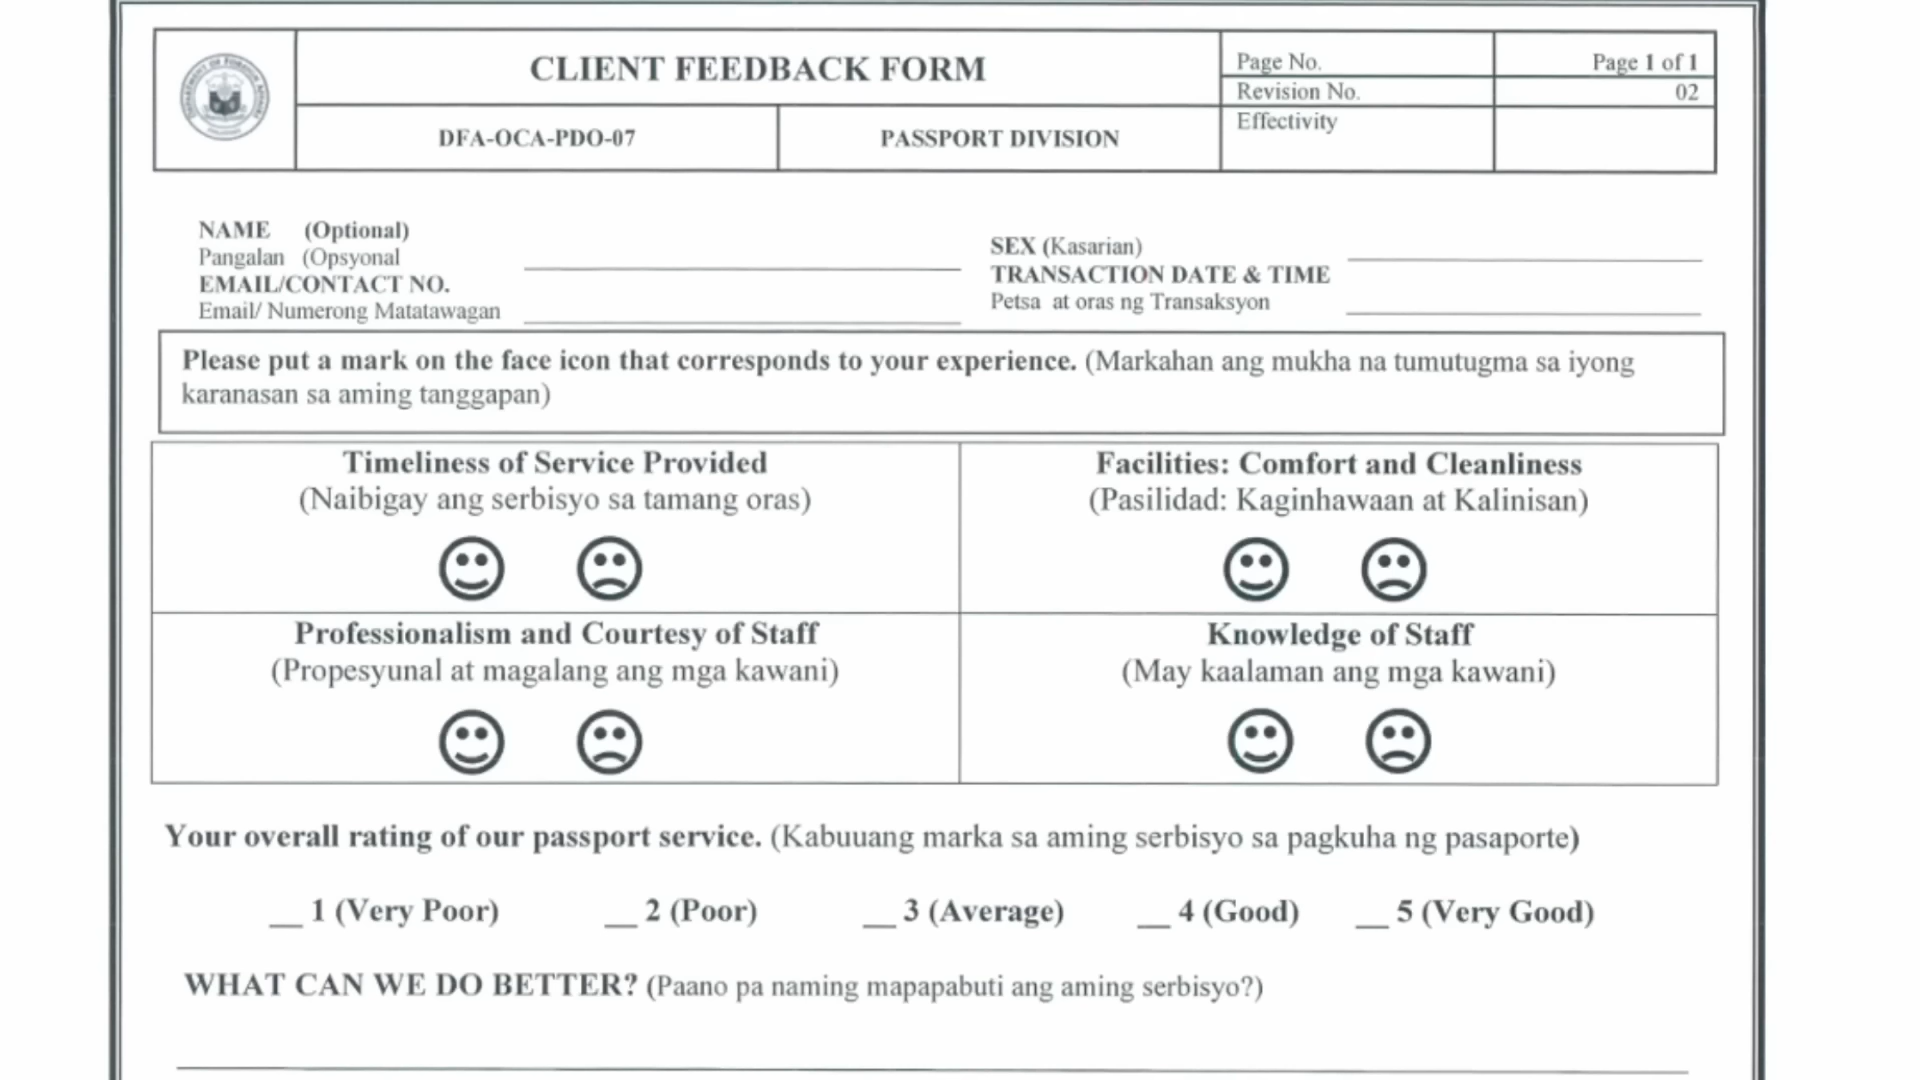 CLIENT FEEDBACK FORM
Page No. Page 1 of 1
Revision No. 02
DFA-OCA-PDO-07 PASSPORT DIVISION
Effectivity
NAME (Optional)
Pangalan (Opsyonal
EMAIL/CONTACT NO.
Email/ Numerong Matatawagan
SEX (Kasarian)
TRANSACTION DATE & TIME
Petsa at oras ng Transaksyon
Please put a mark on the face icon that corresponds to your experience. (Markahan ang mukha na tumutugma sa iyong
karanasan sa aming tanggapan)
Timeliness of Service Provided
(Naibigay ang serbisyo sa tamang oras)
Facilities: Comfort and Cleanliness
(Pasilidad: Kaginhawaan at Kalinisan)
Professionalism and Courtesy of Staff
(Propesyunal at magalang ang mga kawani)
Knowledge of Staff
(May kaalaman ang mga kawani)
Your overall rating of our passport service. (Kabuuang marka sa aming serbisyo sa pagkuha ng pasaporte)
__ 1 (Very Poor) __ 2 (Poor) __ 3 (Average) __ 4 (Good) __ 5 (Very Good)
WHAT CAN WE DO BETTER? (Paano pa naming mapapabuti ang aming serbisyo?)